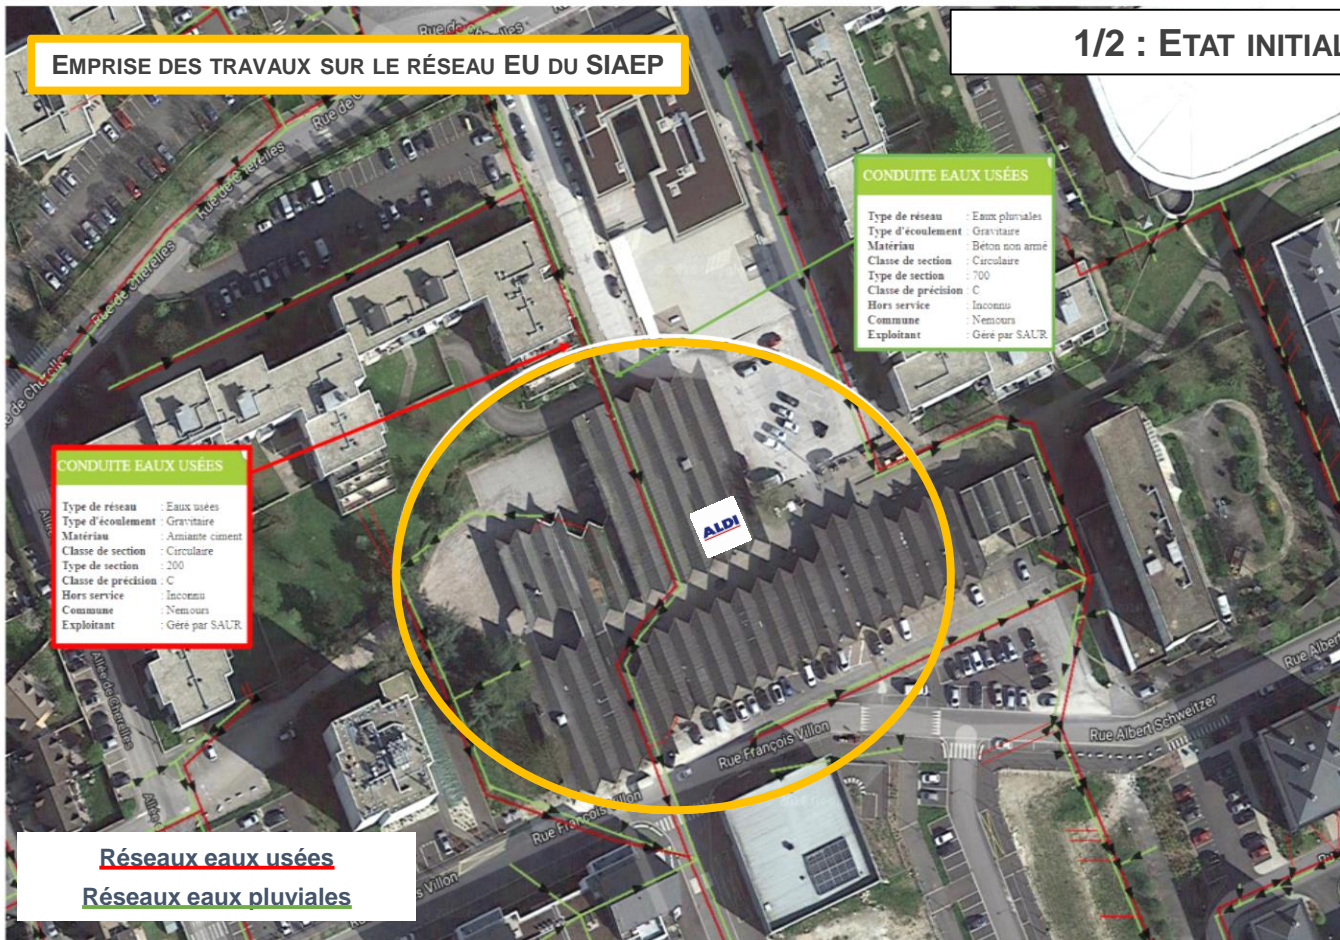 EMPRISE DES TRAVAUX SUR LE RÉSEAU EU DU SIAEP
1/2 : ETAT INITIAL
Rue de Cherelles
Rue de Cherelles
Rue de Cherelles
CONDUITE EAUX USÉES
Type de réseau : Eaux pluviales
Type d'écoulement : Gravitaire
Matériau : Béton non armé
Classe de section : Circulaire
Type de section : 700
Classe de précision : C
Hors service : Inconnu
Commune : Nemours
Exploitant : Géré par SAUR
CONDUITE EAUX USÉES
Type de réseau : Eaux usées
Type d'écoulement : Gravitaire
Matériau : Amiante ciment
Classe de section : Circulaire
Type de section : 200
Classe de précision : C
Hors service : Inconnu
Commune : Nemours
Exploitant : Géré par SAUR
ALDI
Allée de Cherelles
Rue Albert Schweitzer
Rue François Villon
Rue François Villon
Réseaux eaux usées
Réseaux eaux pluviales